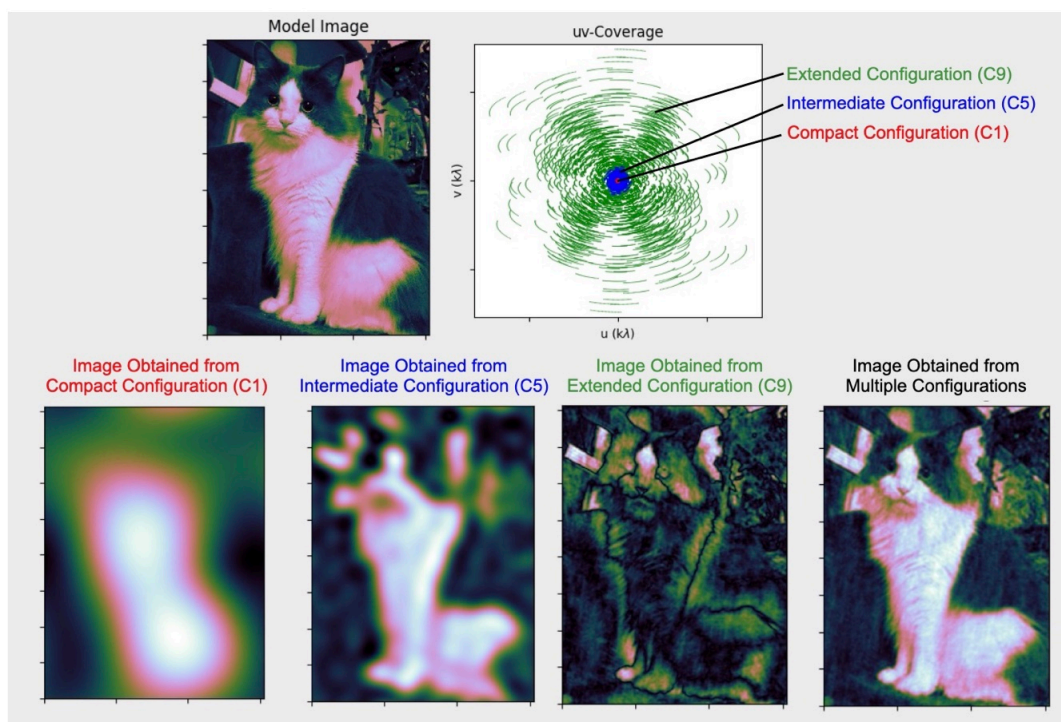 Model Image
uv-Coverage
Extended Configuration (C9)
Intermediate Configuration (C5)
Compact Configuration (C1)
v (kλ)
u (kλ)
Image Obtained from
Compact Configuration (C1)
Image Obtained from
Intermediate Configuration (C5)
Image Obtained from
Extended Configuration (C9)
Image Obtained from
Multiple Configurations